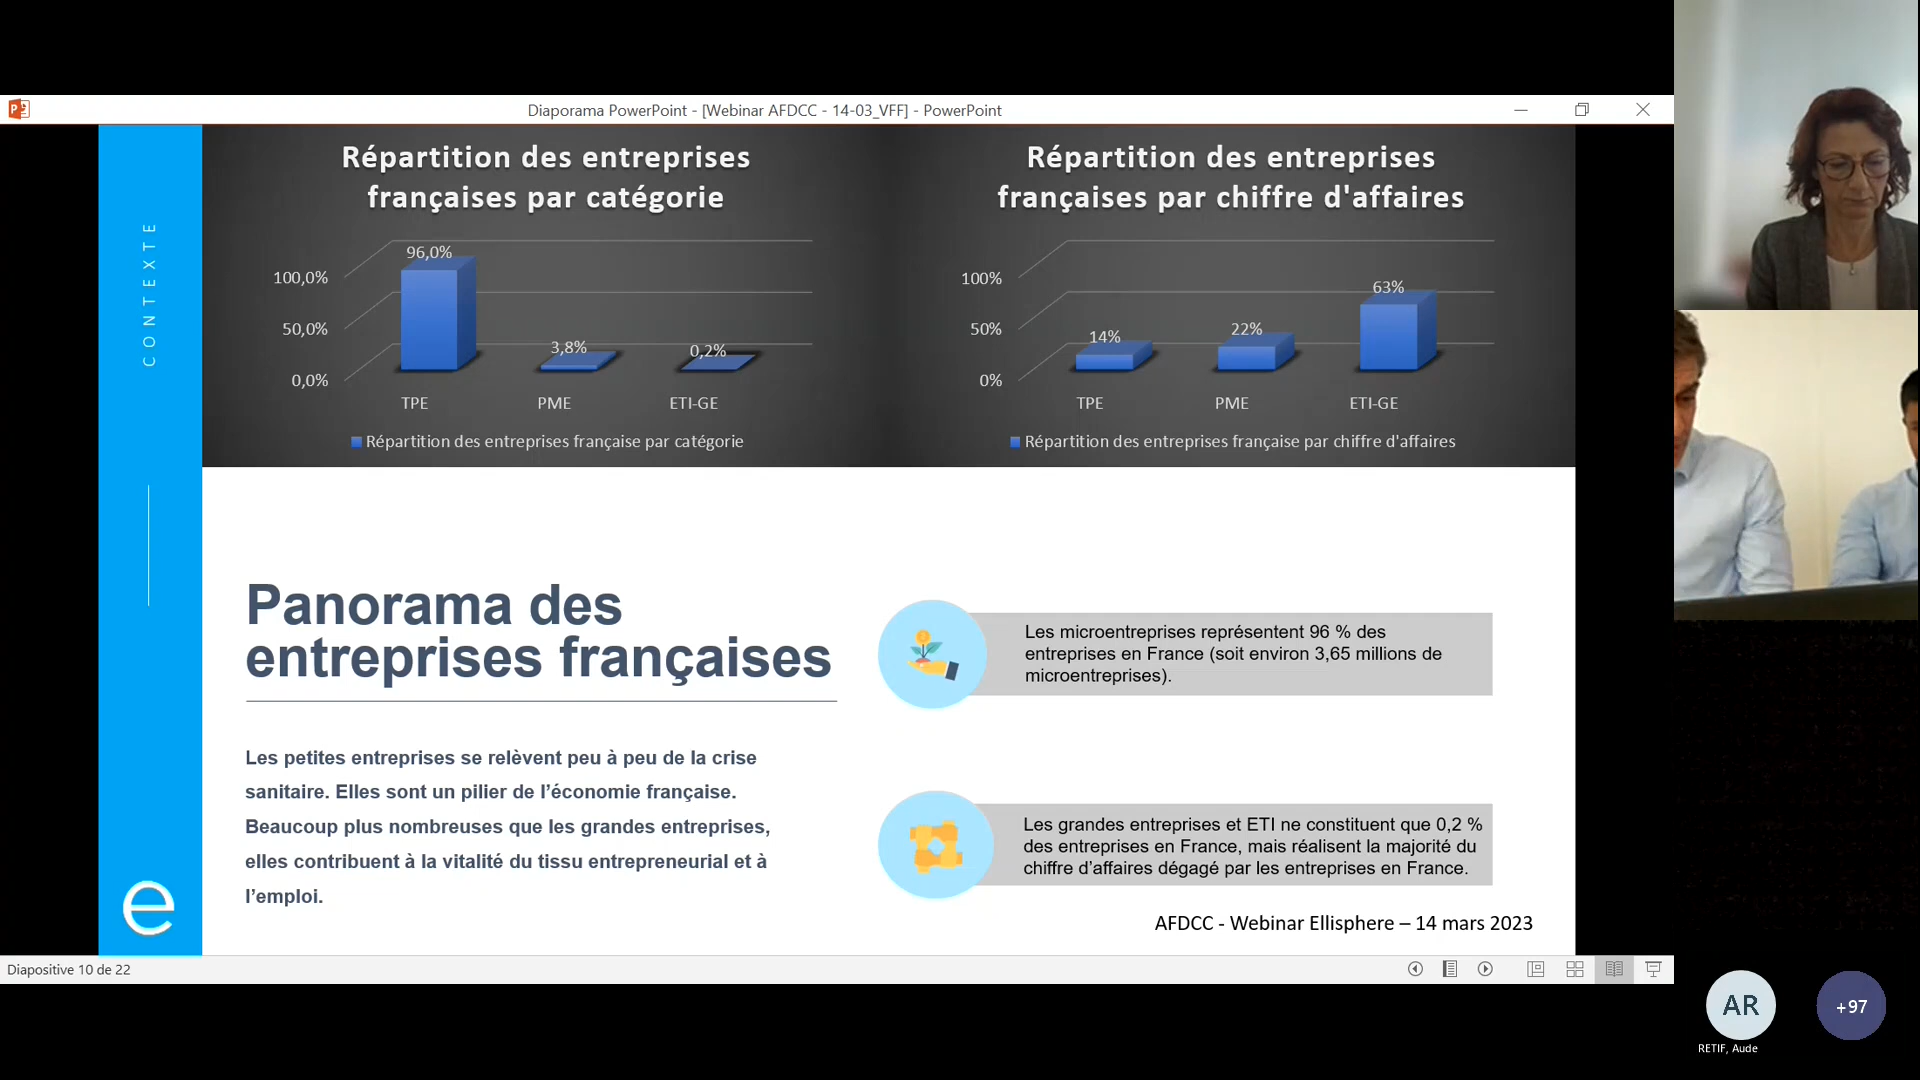 Diaporama PowerPoint - [Webinar AFDCC - 14-03_VFF] - PowerPoint
CONTEXTE
Répartition des entreprises
françaises par catégorie
100,0%
50,0%
0,0%
96,0%
3,8%
0,2%
TPE
PME
ETI-GE
Répartition des entreprises française par catégorie
Répartition des entreprises
françaises par chiffre d'affaires
100%
50%
0%
14%
22%
63%
TPE
PME
ETI-GE
Répartition des entreprises française par chiffre d'affaires
Panorama des
entreprises françaises
Les petites entreprises se relèvent peu à peu de la crise
sanitaire. Elles sont un pilier de l’économie française.
Beaucoup plus nombreuses que les grandes entreprises,
elles contribuent à la vitalité du tissu entrepreneurial et à
l’emploi.
Les microentreprises représentent 96 % des
entreprises en France (soit environ 3,65 millions de
microentreprises).
Les grandes entreprises et ETI ne constituent que 0,2 %
des entreprises en France, mais réalisent la majorité du
chiffre d’affaires dégagé par les entreprises en France.
AFDCC - Webinar Ellisphere – 14 mars 2023
e
Diapositive 10 de 22
AR
RETIF, Aude
+97